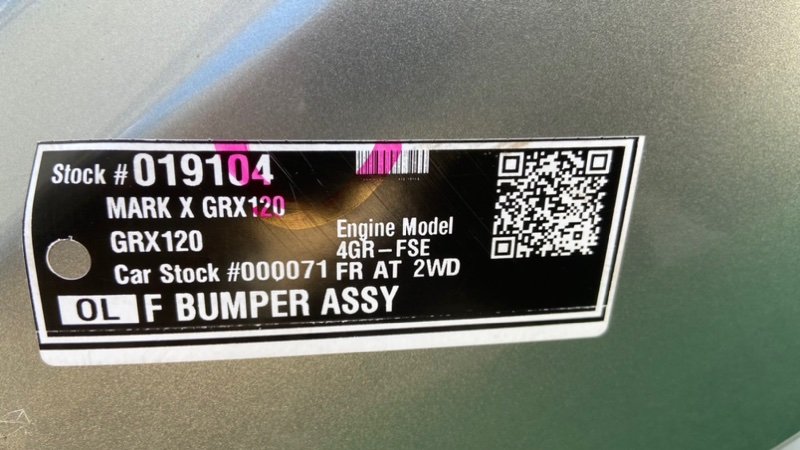 Stock #019104
MARK X GRX120
GRX120
Engine Model
4GR-FSE
Car Stock #000071 FR AT 2WD
OL F BUMPER ASSY